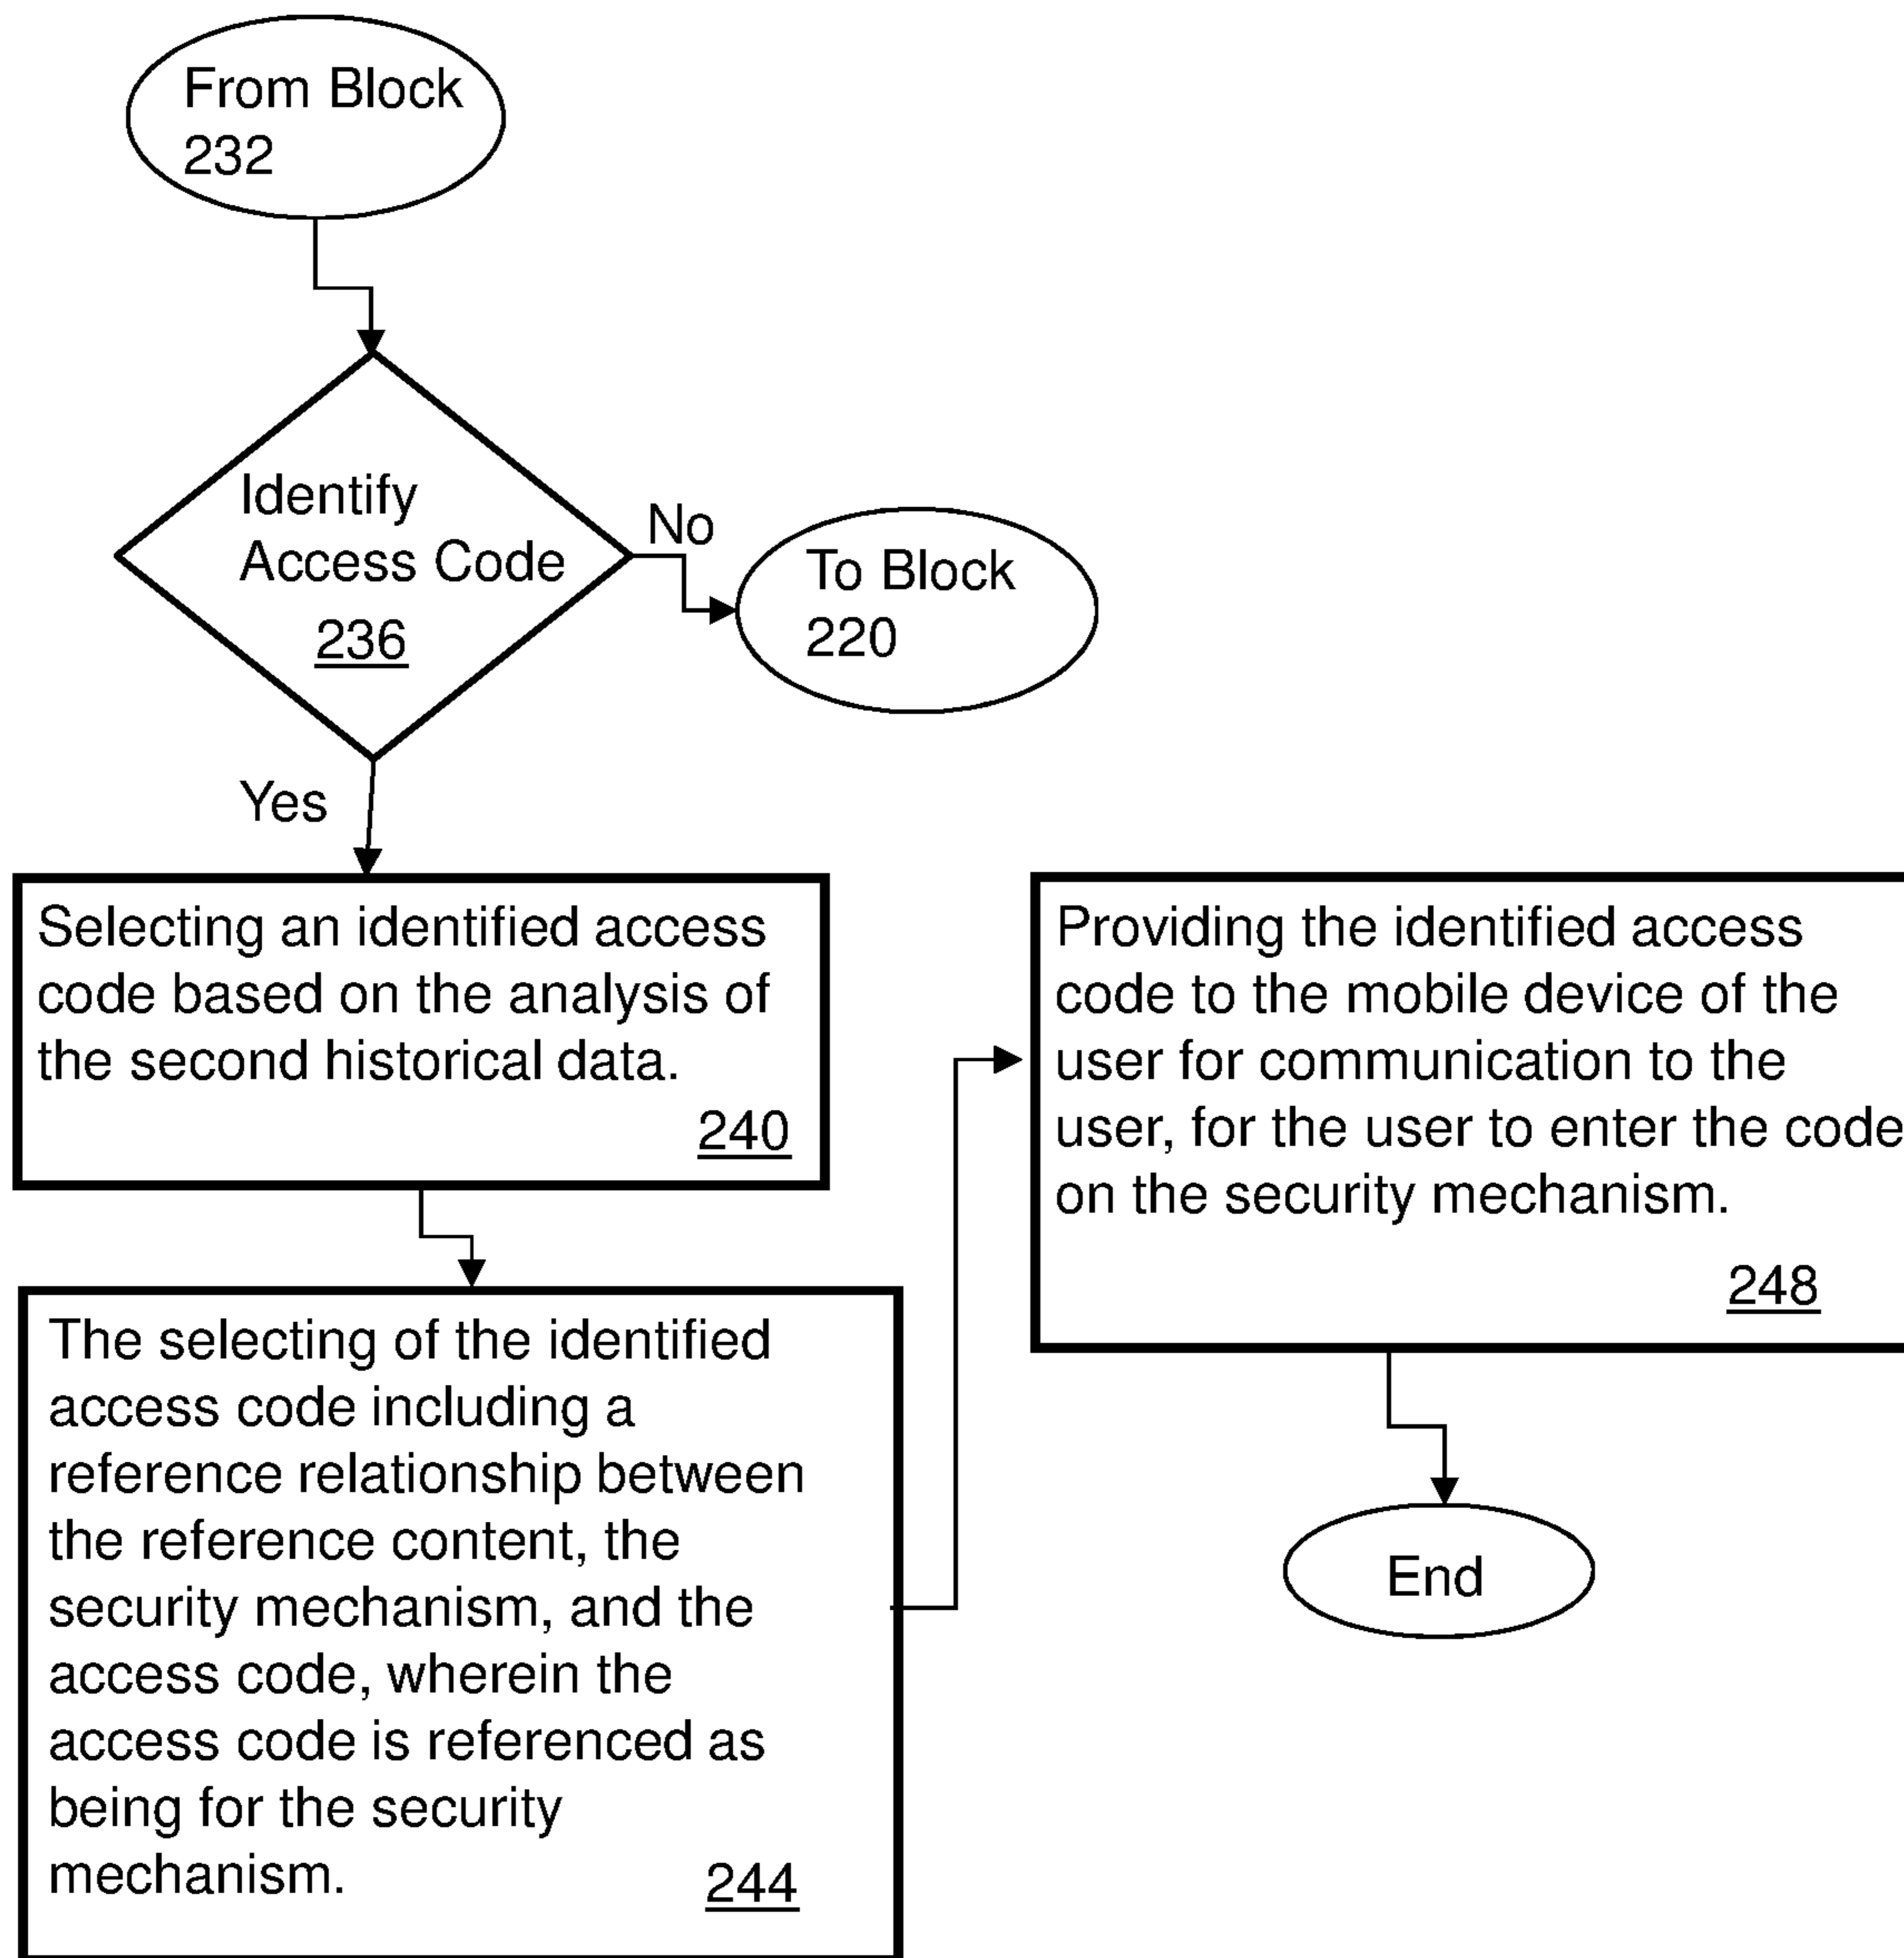 From Block
232
Identify
Access Code
236
No
To Block
220
Yes
Selecting an identified access
code based on the analysis of
the second historical data.
240
The selecting of the identified
access code including a
reference relationship between
the reference content, the
security mechanism, and the
access code, wherein the
access code is referenced as
being for the security
mechanism.
244
Providing the identified access
code to the mobile device of the
user for communication to the
user, for the user to enter the code
on the security mechanism.
248
End